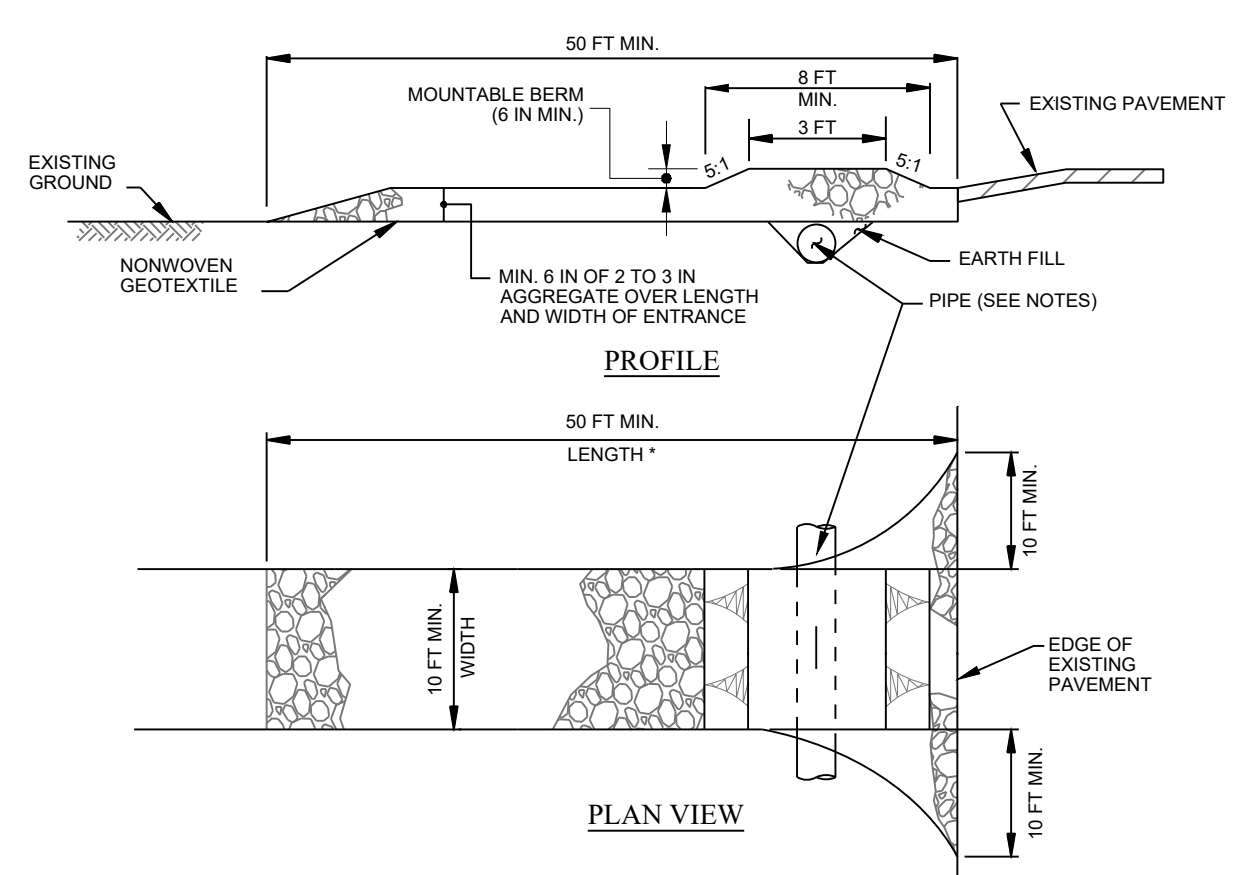 50 FT MIN.
8 FT
MIN.
MOUNTABLE BERM
(6 IN MIN.)
EXISTING PAVEMENT
3 FT
EXISTING
GROUND
5:1
5:1
NONWOVEN
GEOTEXTILE
EARTH FILL
MIN. 6 IN OF 2 TO 3 IN
AGGREGATE OVER LENGTH
AND WIDTH OF ENTRANCE
PIPE (SEE NOTES)
PROFILE
50 FT MIN.
LENGTH *
10 FT MIN.
10 FT MIN.
WIDTH
EDGE OF
EXISTING
PAVEMENT
10 FT MIN.
PLAN VIEW